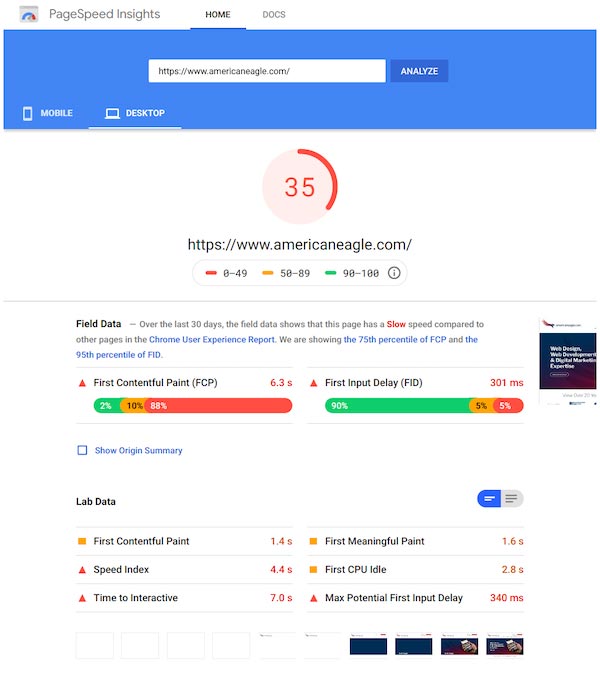 PageSpeed Insights HOME DOCS
https://www.americaneagle.com/ ANALYZE
MOBILE DESKTOP
35
https://www.americaneagle.com/
0–49 50–89 90–100
Field Data — Over the last 30 days, the field data shows that this page has a Slow speed compared to
other pages in the Chrome User Experience Report. We are showing the 75th percentile of FCP and the
95th percentile of FID.
Web Design,
Web Development
& Digital Marketing
Expertise
First Contentful Paint (FCP) 6.3 s First Input Delay (FID) 301 ms
2% 10% 88% 90% 5% 5%
Show Origin Summary
Lab Data
First Contentful Paint 1.4 s First Meaningful Paint 1.6 s
Speed Index 4.4 s First CPU Idle 2.8 s
Time to Interactive 7.0 s Max Potential First Input Delay 340 ms